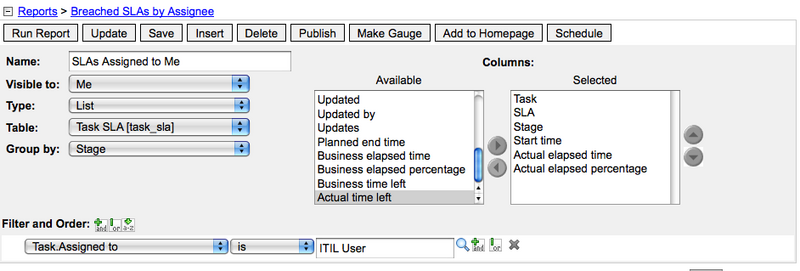 Reports > Breached SLAs by Assignee
Run Report Update Save Insert Delete Publish Make Gauge Add to Homepage Schedule
Name: SLAs Assigned to Me
Visible to: Me
Type: List
Table: Task SLA [task_sla]
Group by: Stage
Columns:
Available
Updated
Updated by
Updates
Planned end time
Business elapsed time
Business elapsed percentage
Business time left
Actual time left
Selected
Task
SLA
Stage
Start time
Actual elapsed time
Actual elapsed percentage
Filter and Order: and or a-z
Task.Assigned to is ITIL User and or